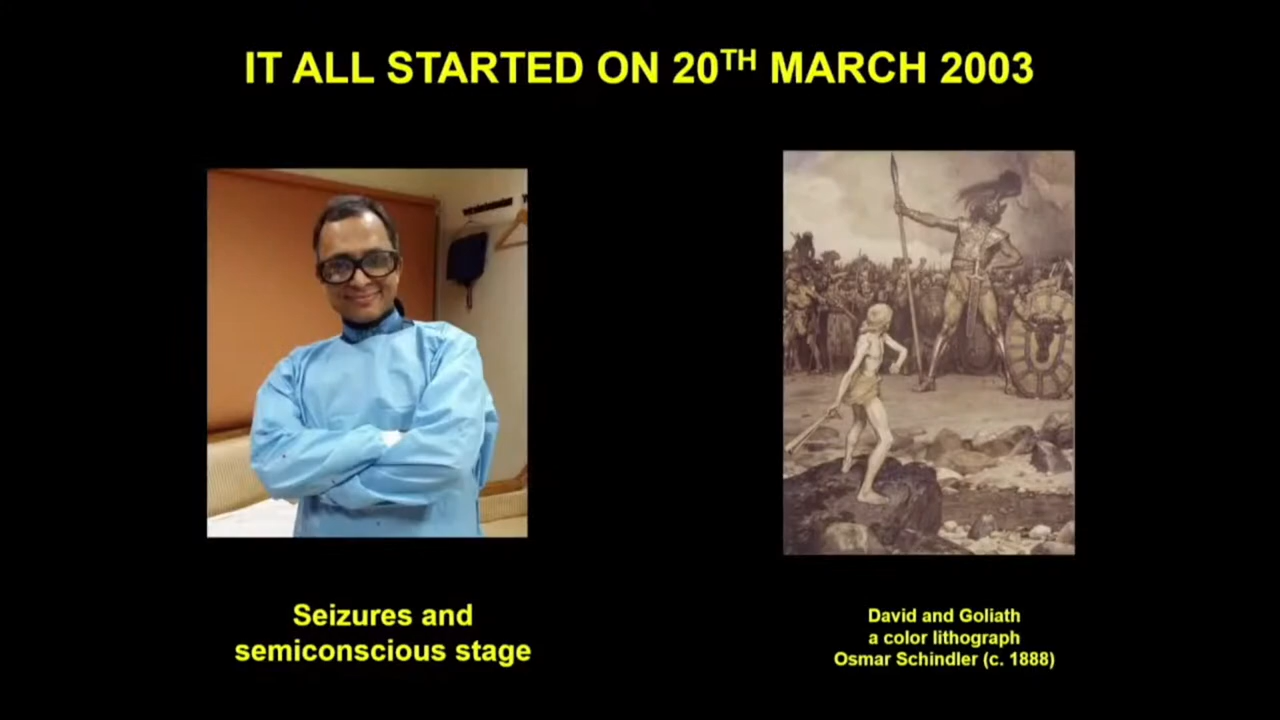 IT ALL STARTED ON 20TH MARCH 2003
Seizures and
semiconscious stage
David and Goliath
a color lithograph
Osmar Schindler (c. 1888)